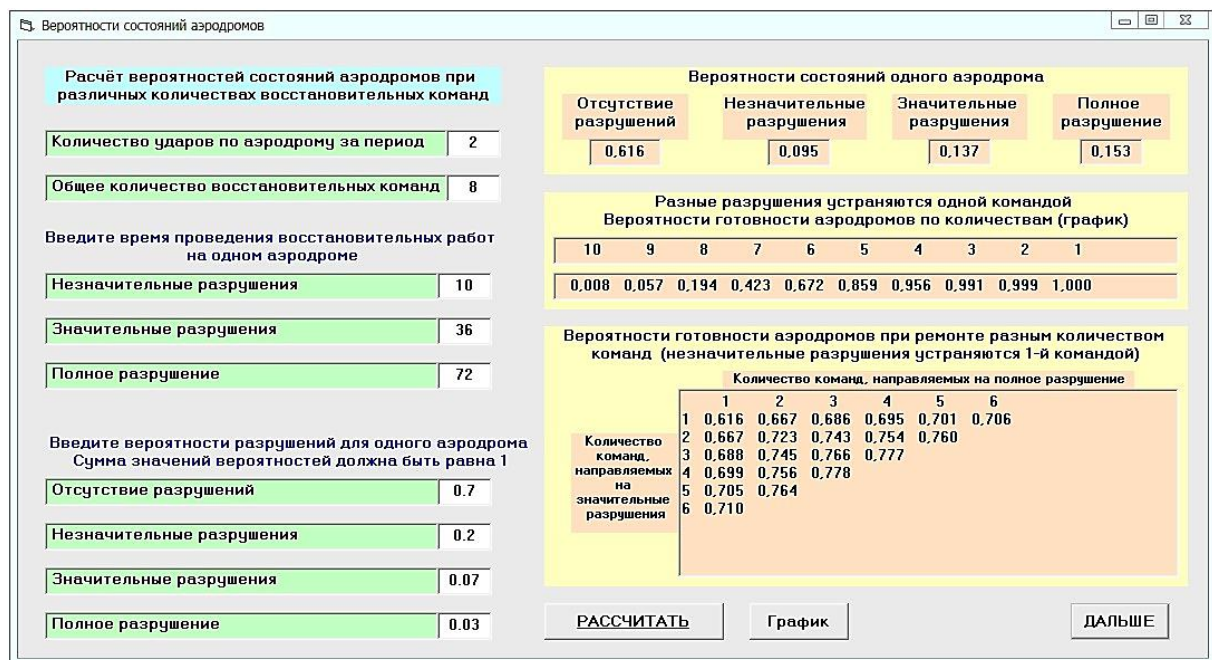 Вероятности состояний аэродромов
Расчёт вероятностей состояний аэродромов при
различных количествах восстановительных команд
Количество ударов по аэродрому за период 2
Общее количество восстановительных команд 8
Введите время проведения восстановительных работ
на одном аэродроме
Незначительные разрушения 10
Значительные разрушения 36
Полное разрушение 72
Введите вероятности разрушений для одного аэродрома
Сумма значений вероятностей должна быть равна 1
Отсутствие разрушений 0.7
Незначительные разрушения 0.2
Значительные разрушения 0.07
Полное разрушение 0.03
Вероятности состояний одного аэродрома
Отсутствие Незначительные Значительные Полное
разрушений разрушения разрушения разрушение
0,616 0,095 0,137 0,153
Разные разрушения устраняются одной командой
Вероятности готовности аэродромов по количествам (график)
10 9 8 7 6 5 4 3 2 1
0,008 0,057 0,194 0,423 0,672 0,859 0,956 0,991 0,999 1,000
Вероятности готовности аэродромов при ремонте разным количеством
команд (незначительные разрушения устраняются 1-й командой)
Количество команд, направляемых на полное разрушение
Количество
команд,
направляемых
на
значительные
разрушения
1 2 3 4 5 6
1 0,616 0,667 0,686 0,695 0,701 0,706
2 0,667 0,723 0,743 0,754 0,760
3 0,688 0,745 0,766 0,777
4 0,699 0,756 0,778
5 0,705 0,764
6 0,710
РАССЧИТАТЬ График ДАЛЬШЕ